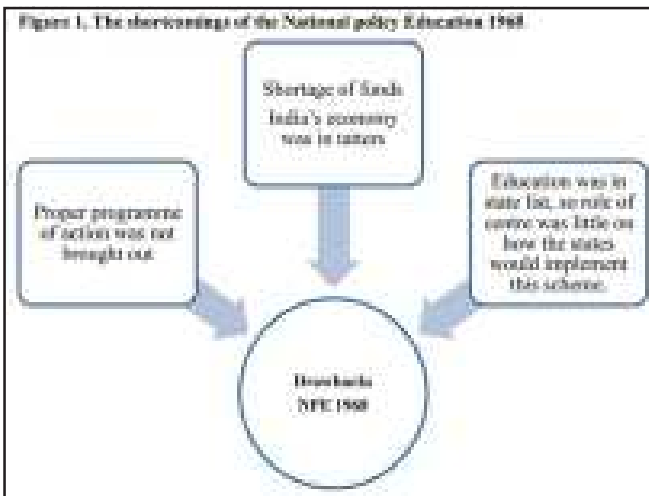 Figure 1. The shortcomings of the National policy Education 1968
Shortage of funds
India's economy
was in tatters
Proper programme
of action was not
brought out
Education was in
state list, so role of
centre was little on
how the states
would implement
this scheme.
Drawbacks
NPE 1968